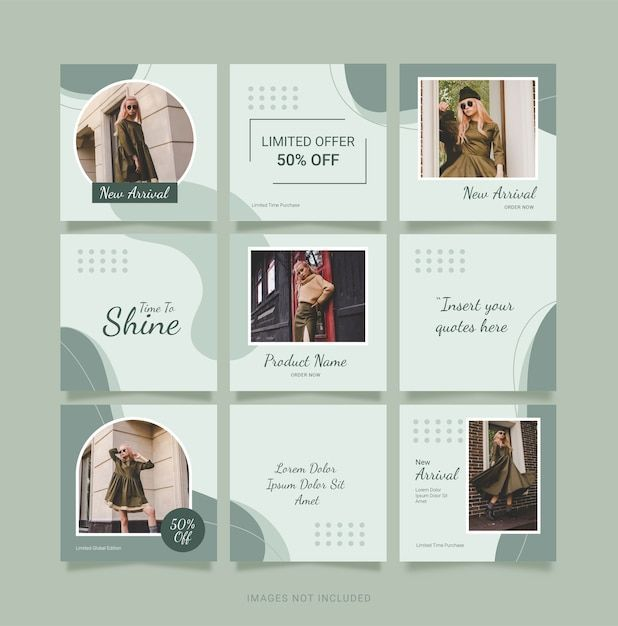 New Arrival
LIMITED OFFER
50% OFF
Limited Time Purchase
New Arrival
ORDER NOW
Time To
Shine
Product Name
ORDER NOW
“Insert your
quotes here
50%
Off
Limited Global Edition
Lorem Dolor
Ipsum Dolor Sit
Amet
New
Arrival
Lorem Dolor
Ipsum Dolor Sit
Amet
Limited Time Purchase
IMAGES NOT INCLUDED